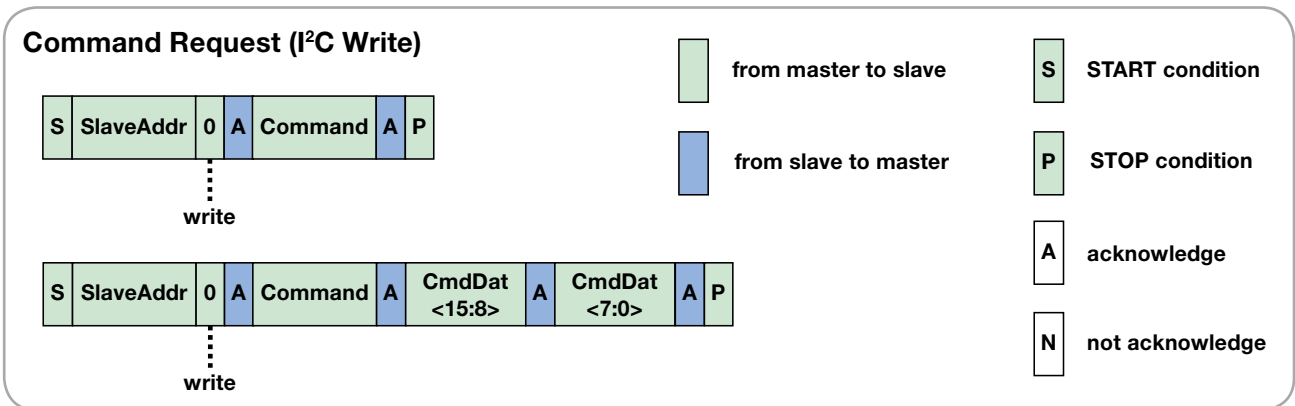 Command Request (I²C Write)
from master to slave
S START condition
S SlaveAddr 0 A Command A P
from slave to master
P STOP condition
write
A acknowledge
S SlaveAddr 0 A Command A CmdDat <15:8> A CmdDat <7:0> A P
N not acknowledge
write